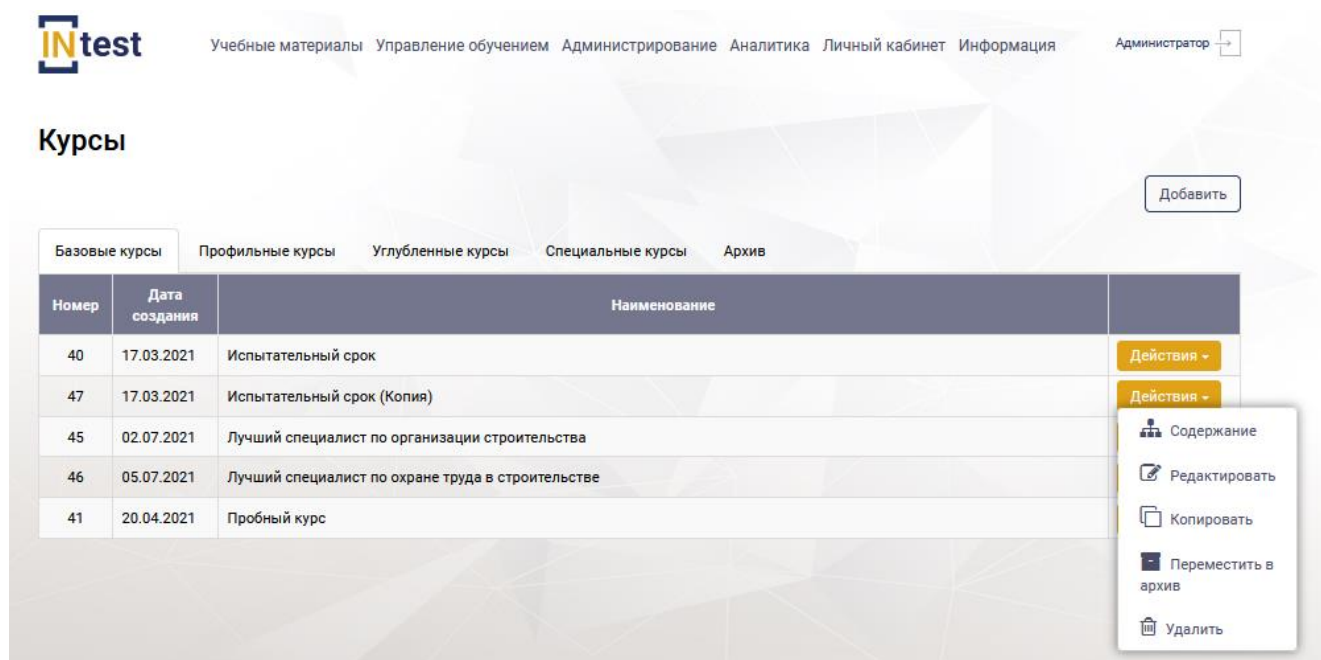 INtest
Учебные материалы Управление обучением Администрирование Аналитика Личный кабинет Информация Администратор
Курсы
Добавить
Базовые курсы Профильные курсы Углубленные курсы Специальные курсы Архив
Номер Дата создания Наименование
40 17.03.2021 Испытательный срок Действия
47 17.03.2021 Испытательный срок (Копия) Действия
45 02.07.2021 Лучший специалист по организации строительства
46 05.07.2021 Лучший специалист по охране труда в строительстве
41 20.04.2021 Пробный курс
Содержание
Редактировать
Копировать
Переместить в
архив
Удалить